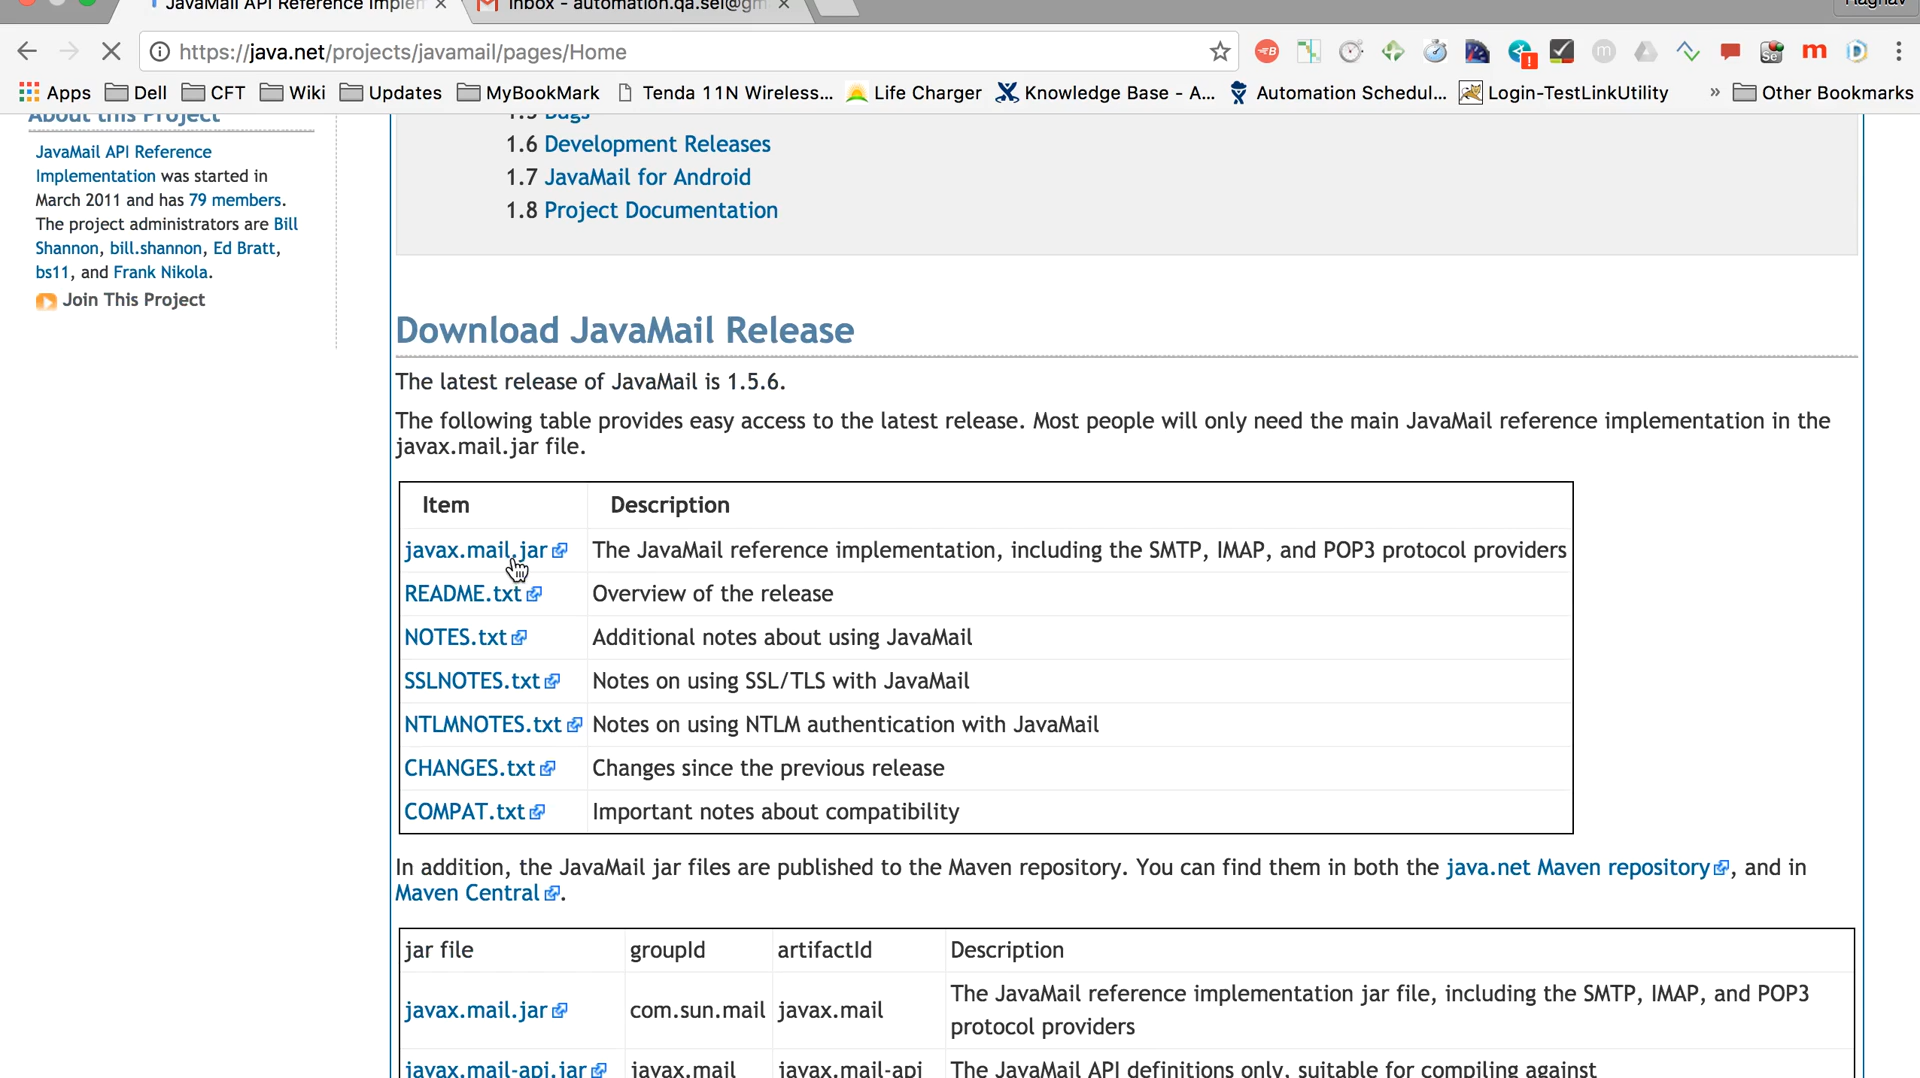 JavaMail API Reference Implem
Inbox - automation.qa.sel@gm
Raghav
https://java.net/projects/javamail/pages/Home
Apps Dell CFT Wiki Updates MyBookMark Tenda 11N Wireless... Life Charger Knowledge Base - A... Automation Schedul... Login-TestLinkUtility » Other Bookmarks
About this Project
JavaMail API Reference
Implementation was started in
March 2011 and has 79 members.
The project administrators are Bill
Shannon, bill.shannon, Ed Bratt,
bs11, and Frank Nikola.
Join This Project
1.5 Bugs
1.6 Development Releases
1.7 JavaMail for Android
1.8 Project Documentation
Download JavaMail Release
The latest release of JavaMail is 1.5.6.
The following table provides easy access to the latest release. Most people will only need the main JavaMail reference implementation in the
javax.mail.jar file.
Item Description
javax.mail.jar The JavaMail reference implementation, including the SMTP, IMAP, and POP3 protocol providers
README.txt Overview of the release
NOTES.txt Additional notes about using JavaMail
SSLNOTES.txt Notes on using SSL/TLS with JavaMail
NTLMNOTES.txt Notes on using NTLM authentication with JavaMail
CHANGES.txt Changes since the previous release
COMPAT.txt Important notes about compatibility
In addition, the JavaMail jar files are published to the Maven repository. You can find them in both the java.net Maven repository, and in
Maven Central.
jar file groupId artifactId Description
javax.mail.jar com.sun.mail javax.mail The JavaMail reference implementation jar file, including the SMTP, IMAP, and POP3
protocol providers
javax.mail-api.jar javax.mail javax.mail-api The JavaMail API definitions only, suitable for compiling against